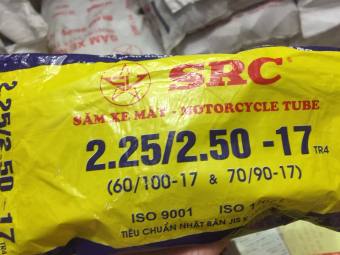 SRC
SĂM XE MÁY - MOTORCYCLE TUBE
2.25/2.50 -17 TR4
(60/100-17 & 70/90-17)
ISO 9001
ISO
TIÊU CHUẨN NHẬT BẢN JIS
2.25/2.50 -17
TR4